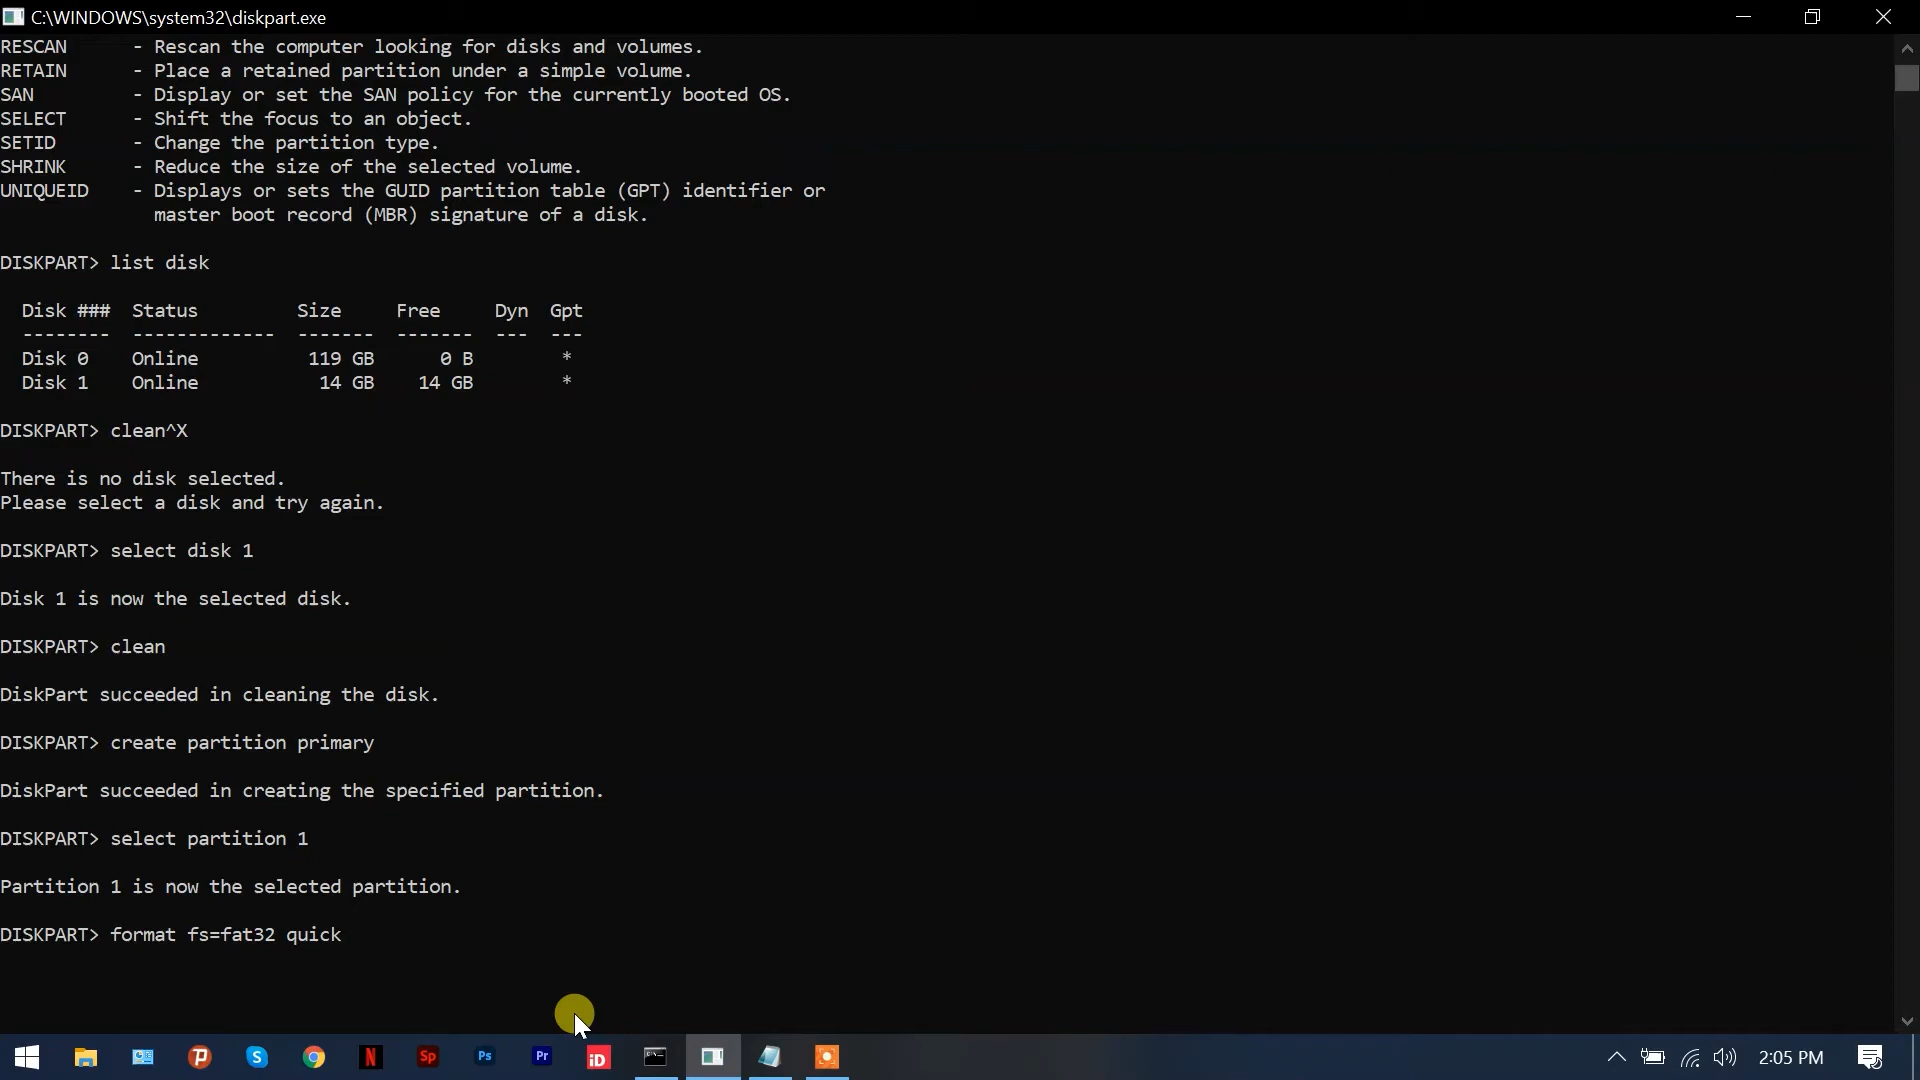 C:\WINDOWS\system32\diskpart.exe
RESCAN      - Rescan the computer looking for disks and volumes.
RETAIN      - Place a retained partition under a simple volume.
SAN         - Display or set the SAN policy for the currently booted OS.
SELECT      - Shift the focus to an object.
SETID       - Change the partition type.
SHRINK      - Reduce the size of the selected volume.
UNIQUEID    - Displays or sets the GUID partition table (GPT) identifier or
              master boot record (MBR) signature of a disk.
DISKPART> list disk
  Disk ###  Status         Size     Free     Dyn  Gpt
  --------  -------------  -------  -------  ---  ---
  Disk 0    Online          119 GB      0 B        *
  Disk 1    Online           14 GB    14 GB        *
DISKPART> clean^X
There is no disk selected.
Please select a disk and try again.
DISKPART> select disk 1
Disk 1 is now the selected disk.
DISKPART> clean
DiskPart succeeded in cleaning the disk.
DISKPART> create partition primary
DiskPart succeeded in creating the specified partition.
DISKPART> select partition 1
Partition 1 is now the selected partition.
DISKPART> format fs=fat32 quick
S N Sp Ps Pr iD 2:05 PM